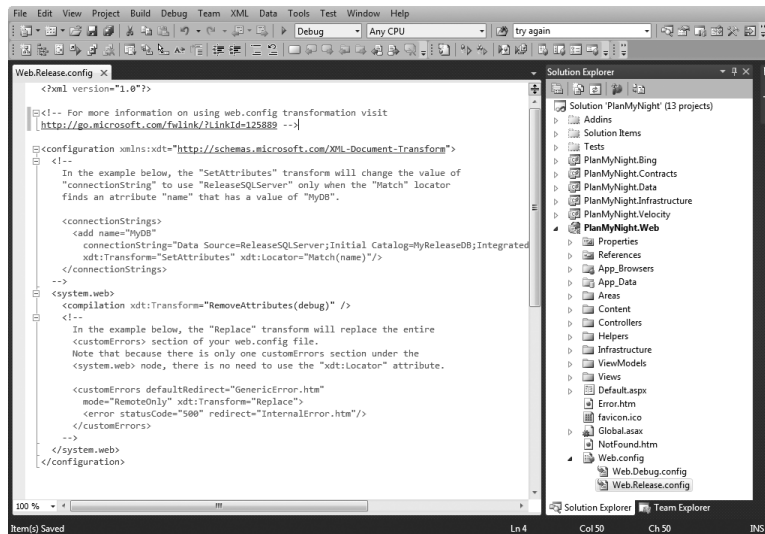 File Edit View Project Build Debug Team XML Data Tools Test Window Help
Debug Any CPU try again
Web.Release.config Solution Explorer
<?xml version="1.0"?>
<!-- For more information on using web.config transformation visit
http://go.microsoft.com/fwlink/?LinkId=125889 -->
<configuration xmlns:xdt="http://schemas.microsoft.com/XML-Document-Transform">
<!--
In the example below, the "SetAttributes" transform will change the value of
"connectionString" to use "ReleaseSQLServer" only when the "Match" locator
finds an atrribute "name" that has a value of "MyDB".
<connectionStrings>
<add name="MyDB"
connectionString="Data Source=ReleaseSQLServer;Initial Catalog=MyReleaseDB;Integrated
xdt:Transform="SetAttributes" xdt:Locator="Match(name)"/>
</connectionStrings>
-->
<system.web>
<compilation xdt:Transform="RemoveAttributes(debug)" />
<!--
In the example below, the "Replace" transform will replace the entire
<customErrors> section of your web.config file.
Note that because there is only one customErrors section under the
<system.web> node, there is no need to use the "xdt:Locator" attribute.
<customErrors defaultRedirect="GenericError.htm"
mode="RemoteOnly" xdt:Transform="Replace">
<error statusCode="500" redirect="InternalError.htm"/>
</customErrors>
-->
</system.web>
</configuration>
Solution 'PlanMyNight' (13 projects)
Addins
Solution Items
Tests
PlanMyNight.Bing
PlanMyNight.Contracts
PlanMyNight.Data
PlanMyNight.Infrastructure
PlanMyNight.Velocity
PlanMyNight.Web
Properties
References
App_Browsers
App_Data
Areas
Content
Controllers
Helpers
Infrastructure
ViewModels
Views
Default.aspx
Error.htm
favicon.ico
Global.asax
NotFound.htm
Web.config
Web.Debug.config
Web.Release.config
100 %
Solution Explorer Team Explorer
Item(s) Saved Ln 4 Col 50 Ch 50 INS